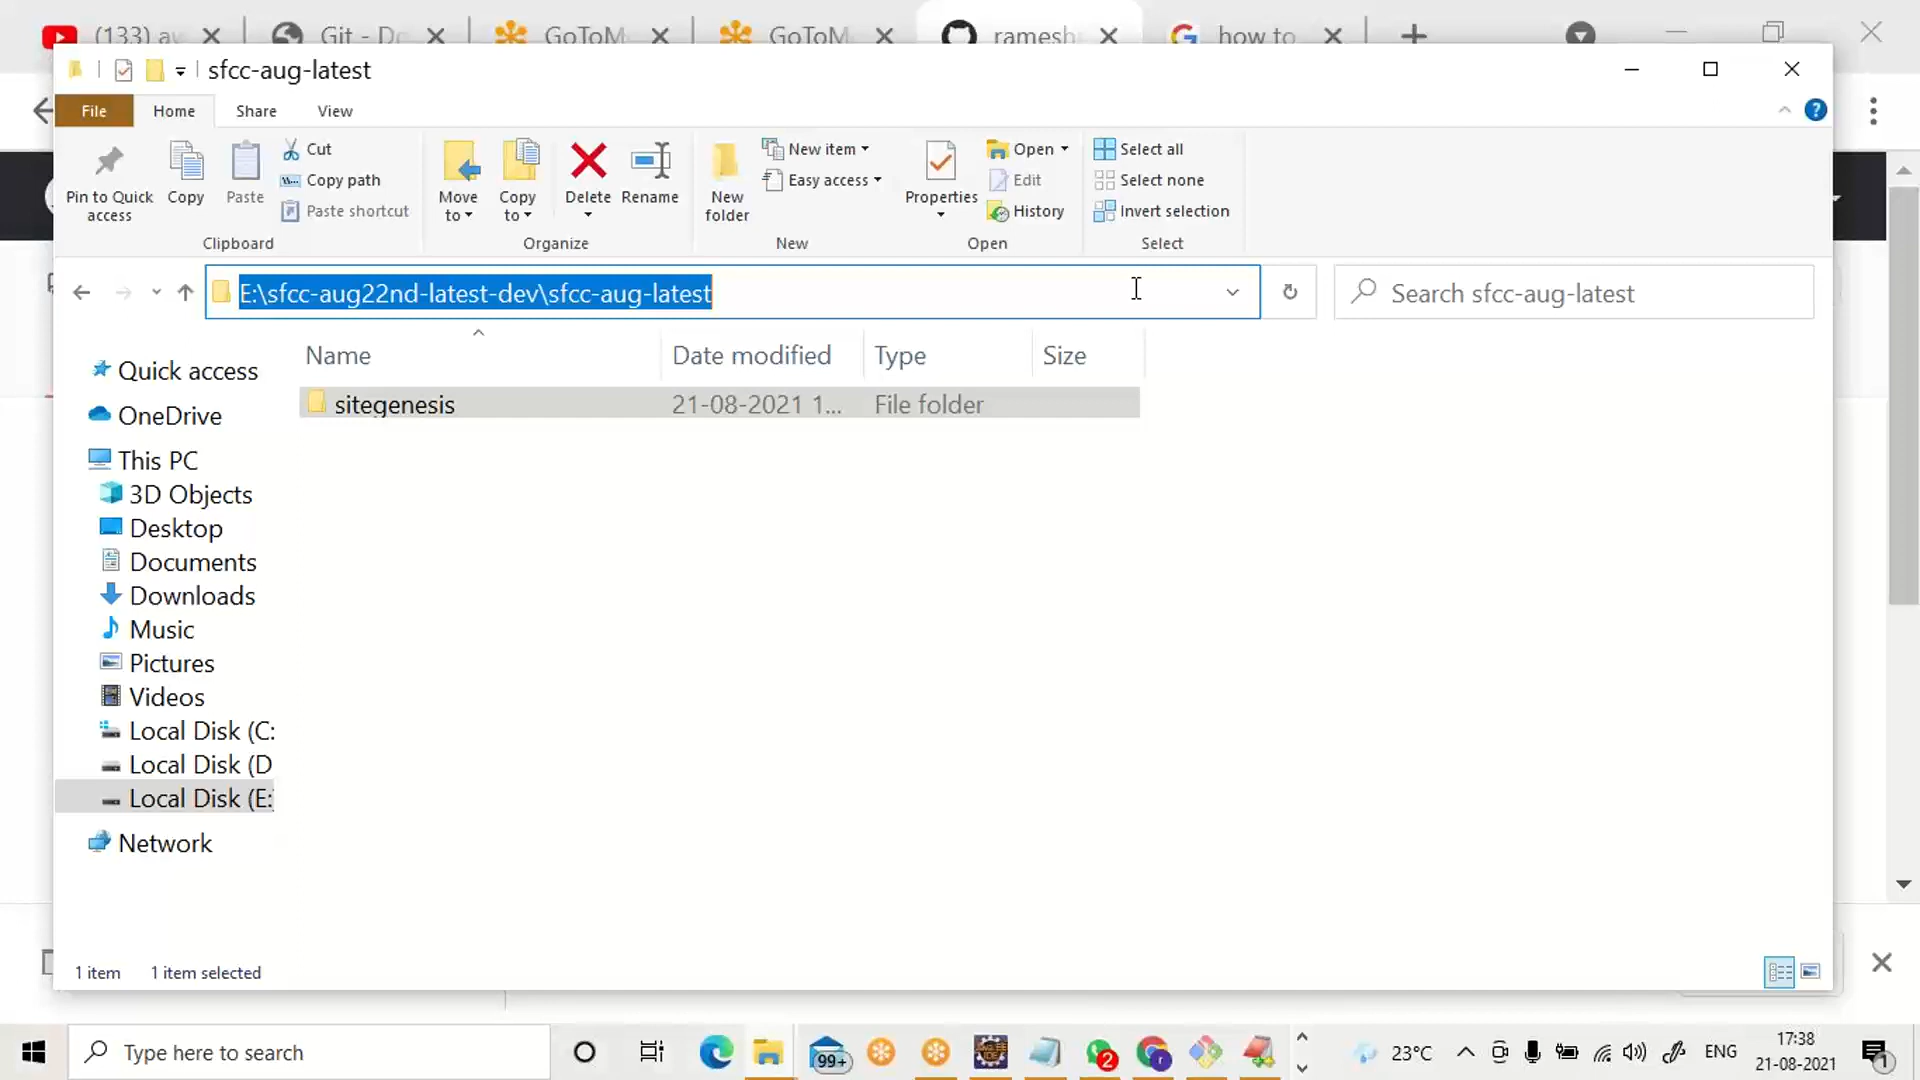 (133) aw
Git - Do
GoToM
GoToM
ramesh
how to
sfcc-aug-latest
File
Home
Share
View
Pin to Quick access
Copy
Paste
Cut
Copy path
Paste shortcut
Move to
Copy to
Delete
Rename
New folder
New item
Easy access
Properties
Open
Edit
History
Select all
Select none
Invert selection
Clipboard
Organize
New
Open
Select
E:\sfcc-aug22nd-latest-dev\sfcc-aug-latest
Search sfcc-aug-latest
Name
Date modified
Type
Size
sitegenesis
21-08-2021 1...
File folder
Quick access
OneDrive
This PC
3D Objects
Desktop
Documents
Downloads
Music
Pictures
Videos
Local Disk (C:
Local Disk (D
Local Disk (E:
Network
1 item
1 item selected
Type here to search
99+
2
23°C
ENG
17:38
21-08-2021
1